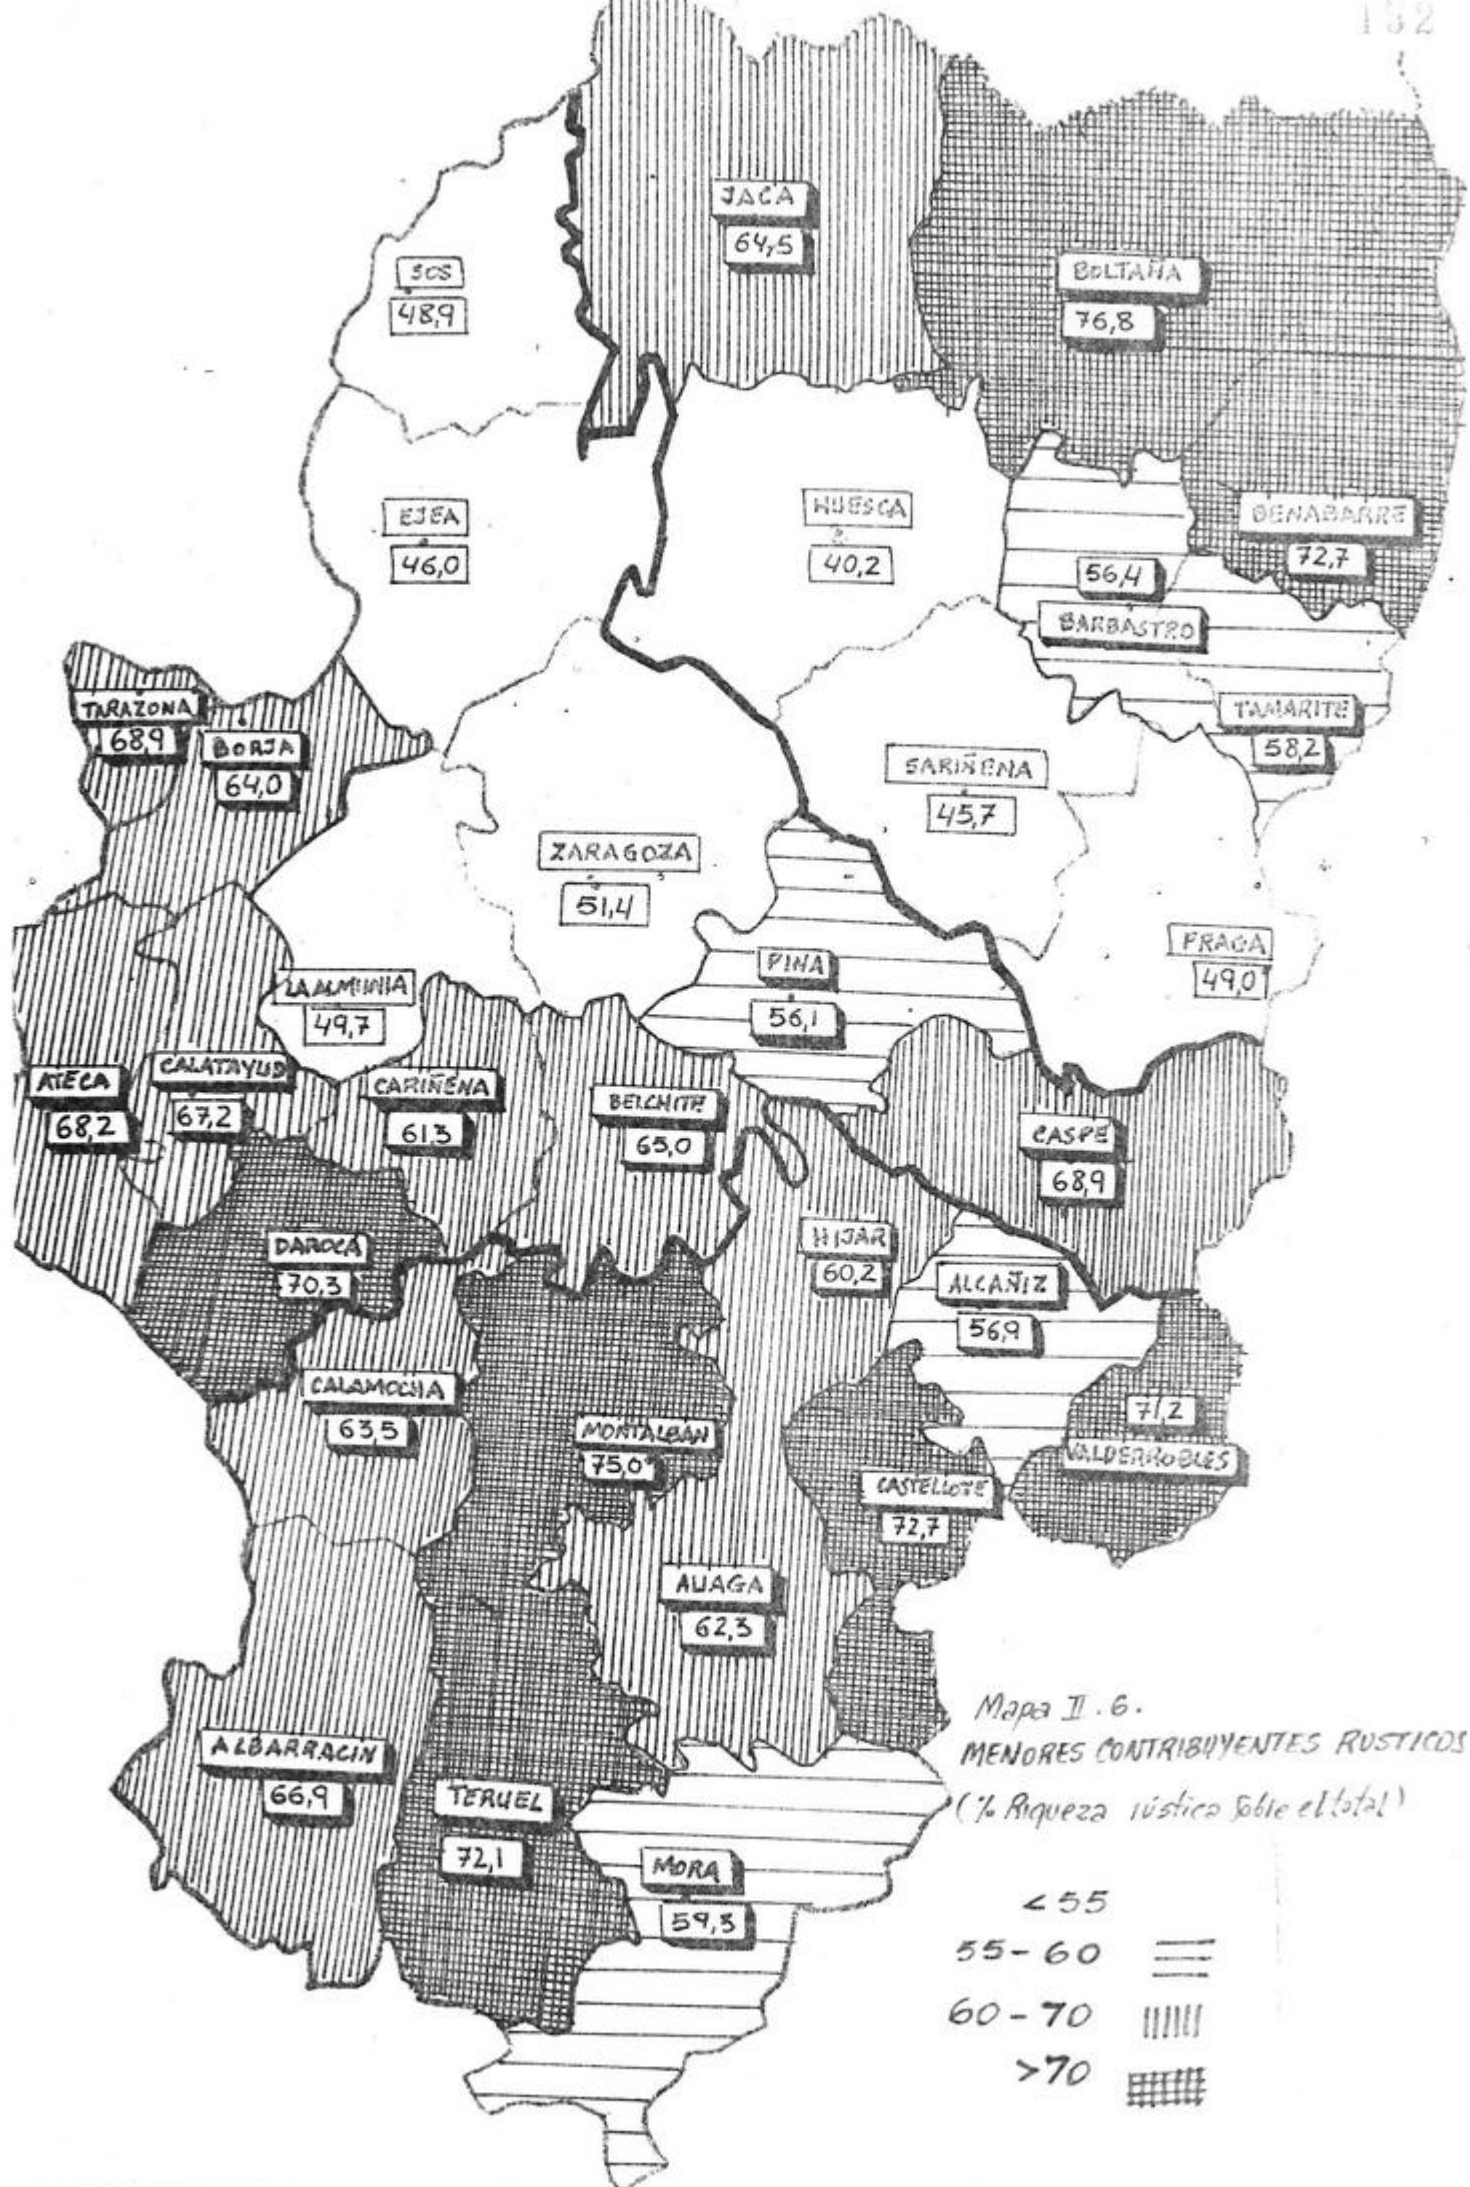 152
JACA
64,5
SOS
48,9
BOLTAÑA
76,8
EJEA
46,0
HUESCA
40,2
BENABARRE
72,7
56,4
BARBASTRO
TARAZONA
68,9
BORJA
64,0
TAMARITE
58,2
SARIÑENA
45,7
ZARAGOZA
51,4
FRAGA
49,0
PINA
56,1
LA ALMUNIA
49,7
ATECA
68,2
CALATAYUD
67,2
CARIÑENA
61,3
BELCHITE
65,0
CASPE
68,9
DAROCA
70,3
HIJAR
60,2
ALCAÑIZ
56,9
CALAMOCHA
63,5
MONTALBAN
75,0
71,2
VALDERROBLES
CASTELLOTE
72,7
ALIAGA
62,3
ALBARRACIN
66,9
TERUEL
72,1
MORA
59,3
Mapa II.6.
MENORES CONTRIBUYENTES RUSTICOS
(% Riqueza rústica sobre el total)
<55
55-60
60-70
>70